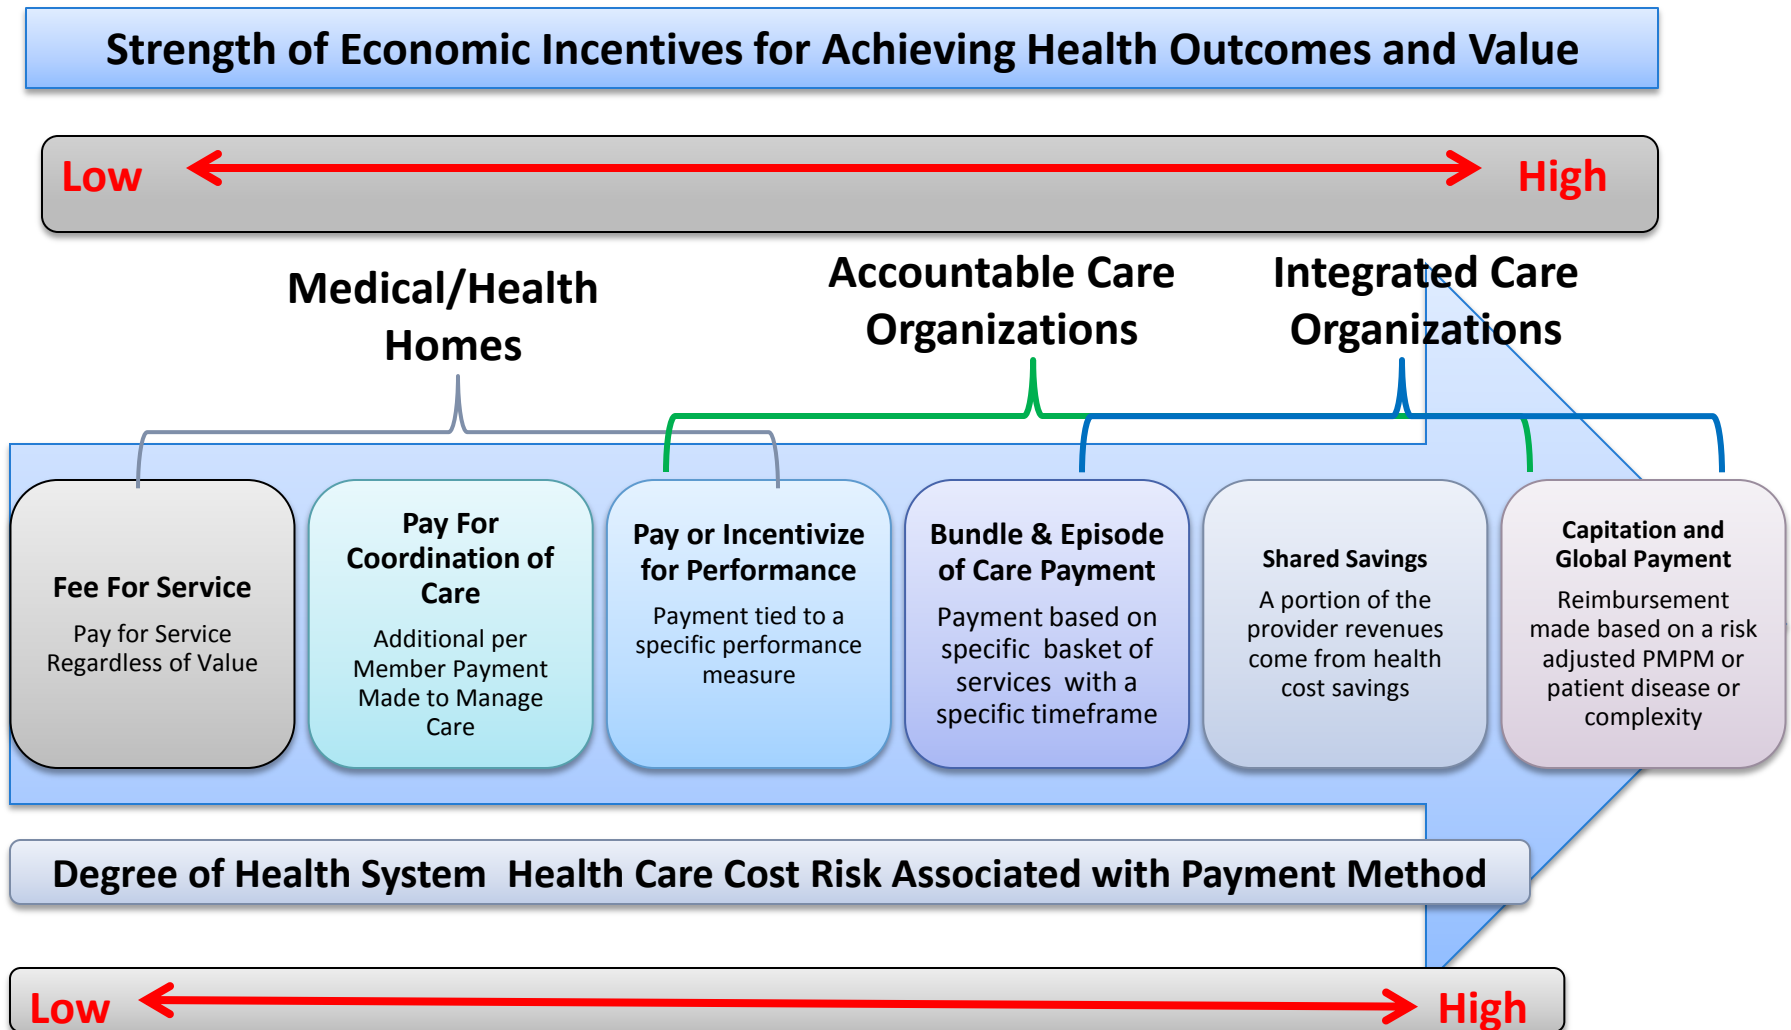 Strength of Economic Incentives for Achieving Health Outcomes and Value
Low
High
Medical/Health
Homes
Accountable Care
Organizations
Integrated Care
Organizations
Fee For Service
Pay for Service
Regardless of Value
Pay For
Coordination of
Care
Additional per
Member Payment
Made to Manage
Care
Pay or Incentivize
for Performance
Payment tied to a
specific performance
measure
Bundle & Episode
of Care Payment
Payment based on
specific basket of
services with a
specific timeframe
Shared Savings
A portion of the
provider revenues
come from health
cost savings
Capitation and
Global Payment
Reimbursement
made based on a risk
adjusted PMPM or
patient disease or
complexity
Degree of Health System Health Care Cost Risk Associated with Payment Method
Low
High